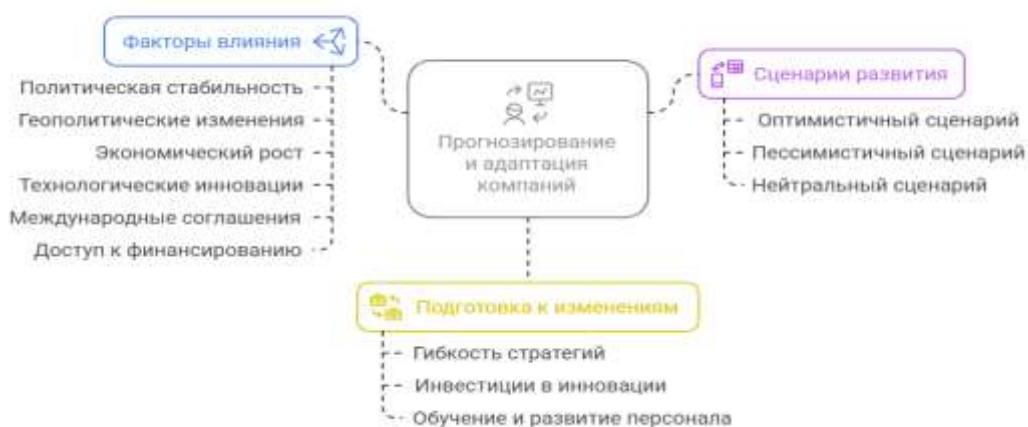 Факторы влияния
Политическая стабильность
Геополитические изменения
Экономический рост
Технологические инновации
Международные соглашения
Доступ к финансированию
Прогнозирование
и адаптация
компаний
Сценарии развития
Оптимистичный сценарий
Пессимистичный сценарий
Нейтральный сценарий
Подготовка к изменениям
Гибкость стратегий
Инвестиции в инновации
Обучение и развитие персонала